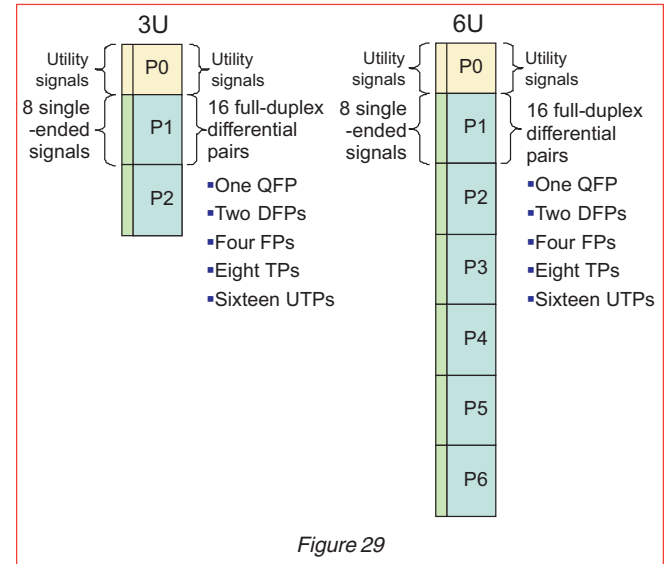 3U
Utility
signals
P0
Utility
signals
8 single
-ended
signals
P1
16 full-duplex
differential
pairs
P2
▪One QFP
▪Two DFPs
▪Four FPs
▪Eight TPs
▪Sixteen UTPs
6U
Utility
signals
P0
Utility
signals
8 single
-ended
signals
P1
16 full-duplex
differential
pairs
P2
▪One QFP
▪Two DFPs
▪Four FPs
▪Eight TPs
▪Sixteen UTPs
P3
P4
P5
P6
Figure 29